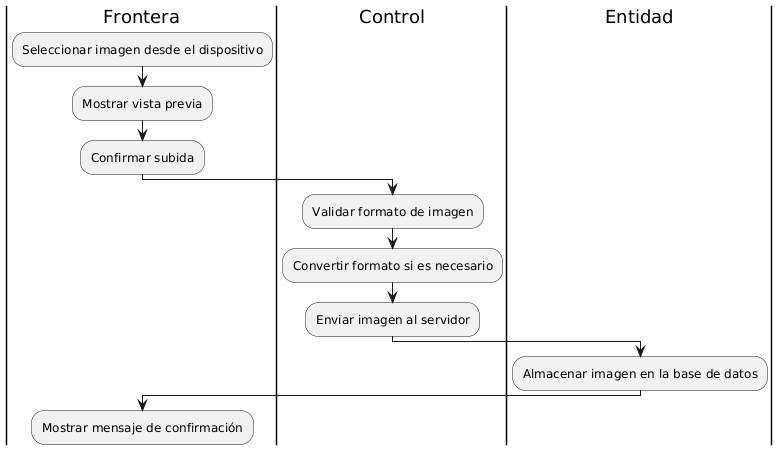 Frontera
Control
Entidad
Seleccionar imagen desde el dispositivo
Mostrar vista previa
Confirmar subida
Validar formato de imagen
Convertir formato si es necesario
Enviar imagen al servidor
Almacenar imagen en la base de datos
Mostrar mensaje de confirmación